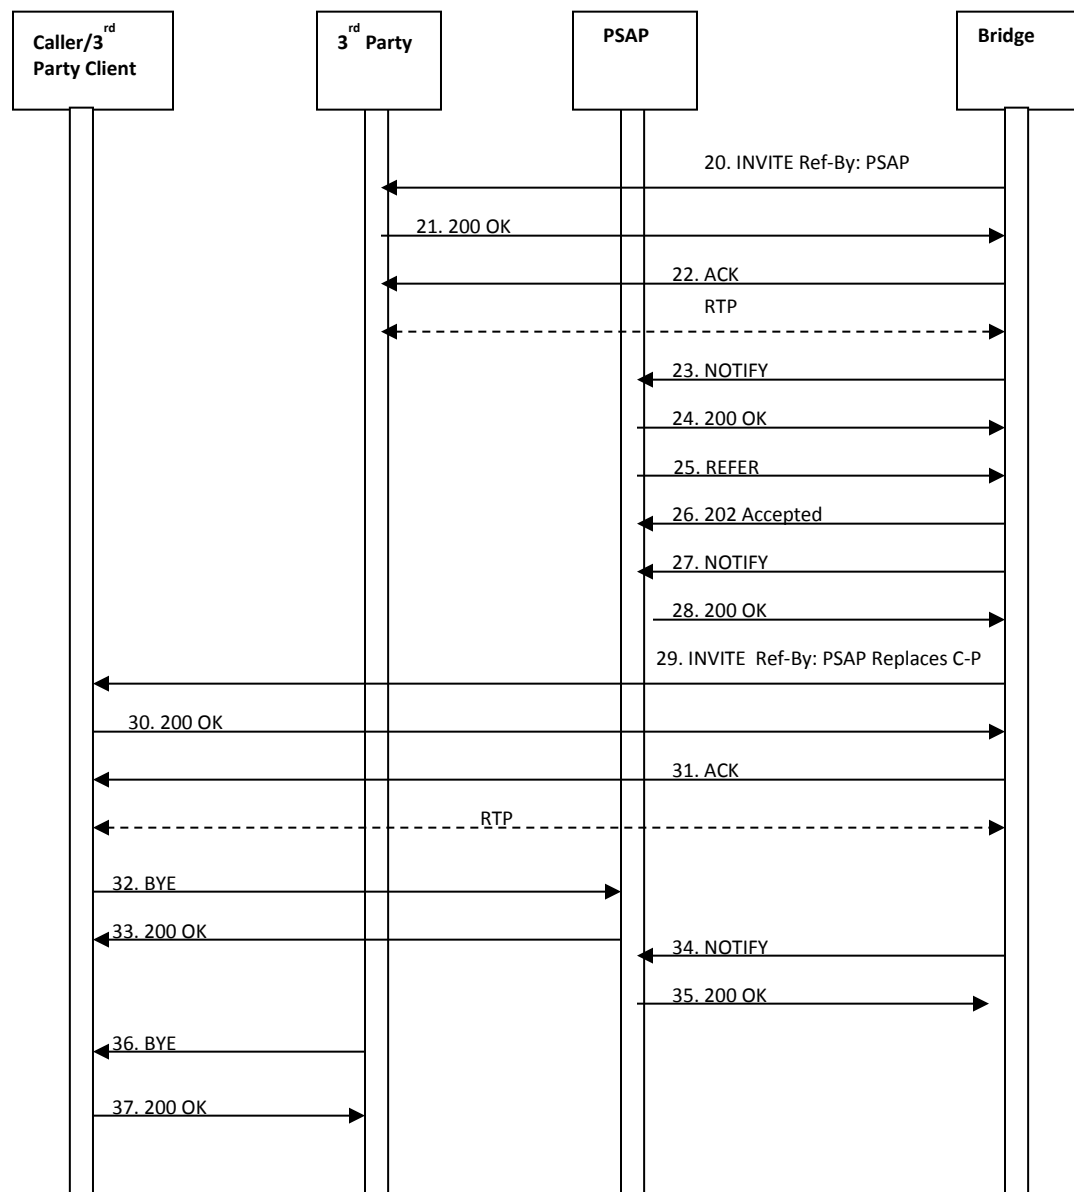 Caller/3rd
Party Client
3rd Party
PSAP
Bridge
20. INVITE Ref-By: PSAP
21. 200 OK
22. ACK
RTP
23. NOTIFY
24. 200 OK
25. REFER
26. 202 Accepted
27. NOTIFY
28. 200 OK
29. INVITE  Ref-By: PSAP Replaces C-P
30. 200 OK
31. ACK
RTP
32. BYE
33. 200 OK
34. NOTIFY
35. 200 OK
36. BYE
37. 200 OK